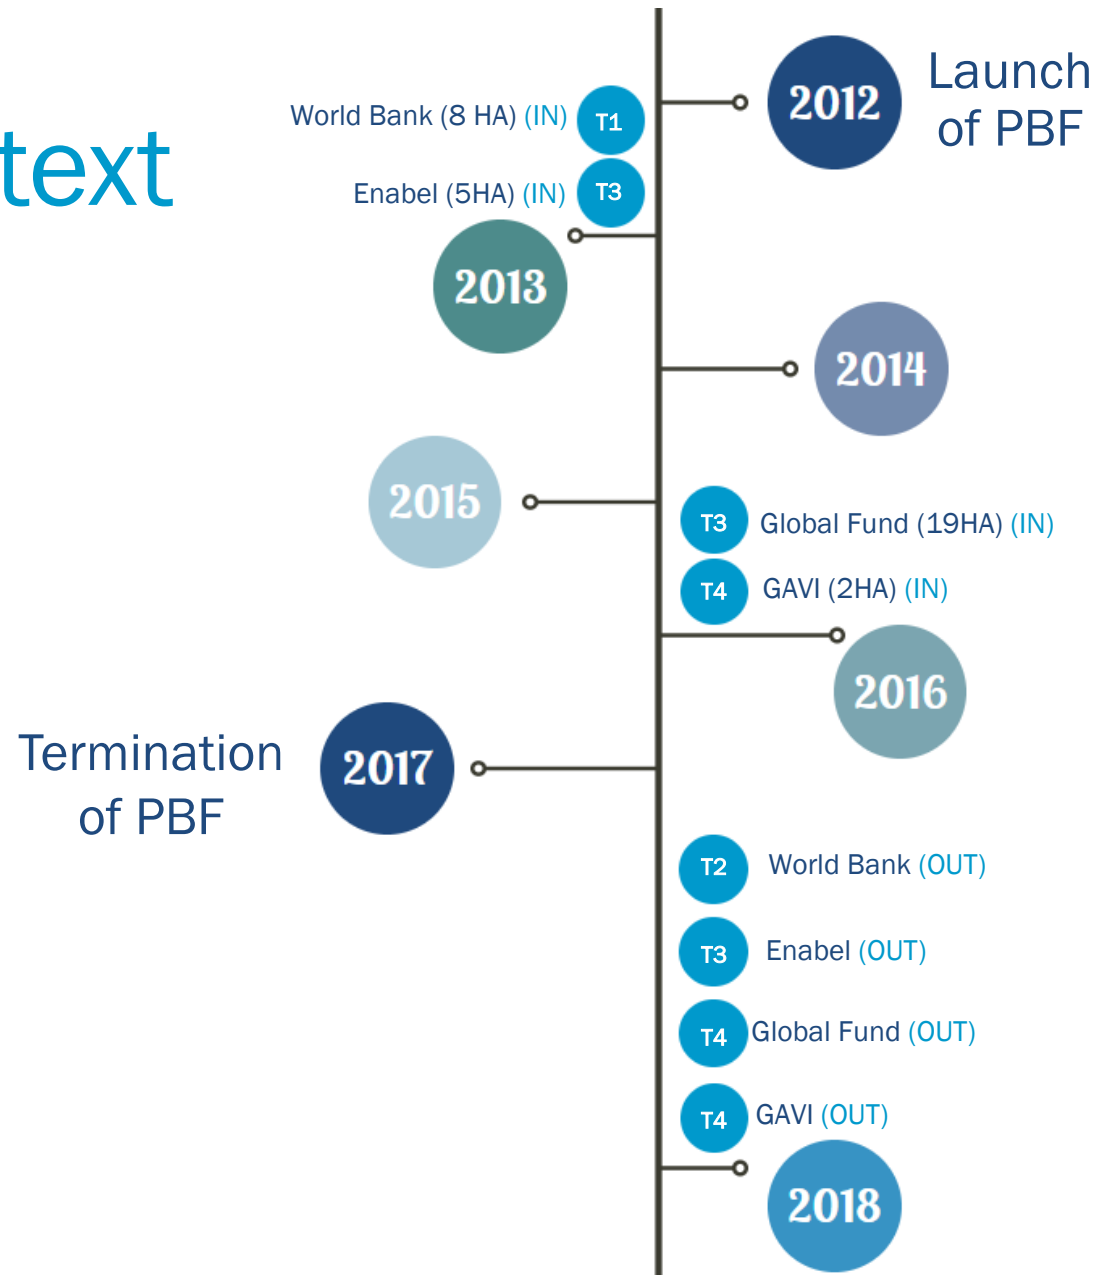 text
2012
Launch
of PBF
T1
World Bank (8 HA) (IN)
T3
Enabel (5HA) (IN)
2013
2014
2015
T3
Global Fund (19HA) (IN)
T4
GAVI (2HA) (IN)
2016
2017
Termination
of PBF
T2
World Bank (OUT)
T3
Enabel (OUT)
T4
Global Fund (OUT)
T4
GAVI (OUT)
2018